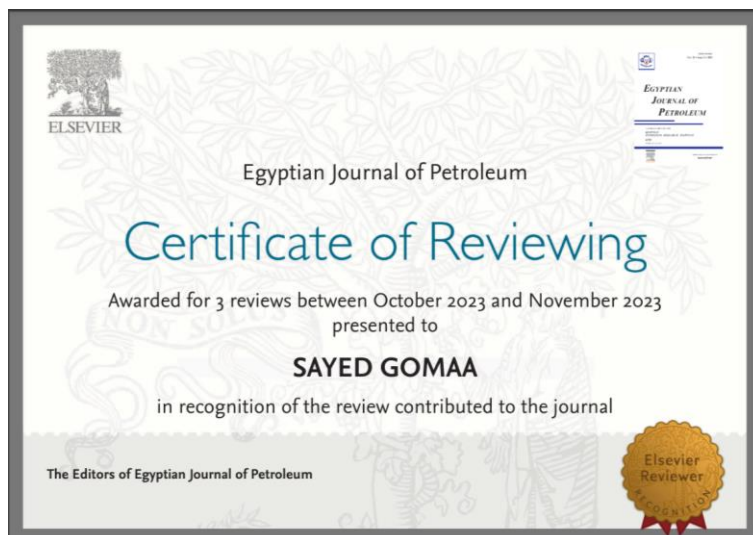 ELSEVIER
EGYPTIAN
JOURNAL OF
PETROLEUM
Egyptian Journal of Petroleum
Certificate of Reviewing
Awarded for 3 reviews between October 2023 and November 2023
presented to
NON SOLUS
SAYED GOMAA
in recognition of the review contributed to the journal
The Editors of Egyptian Journal of Petroleum
Elsevier
Reviewer
RECOGNITION